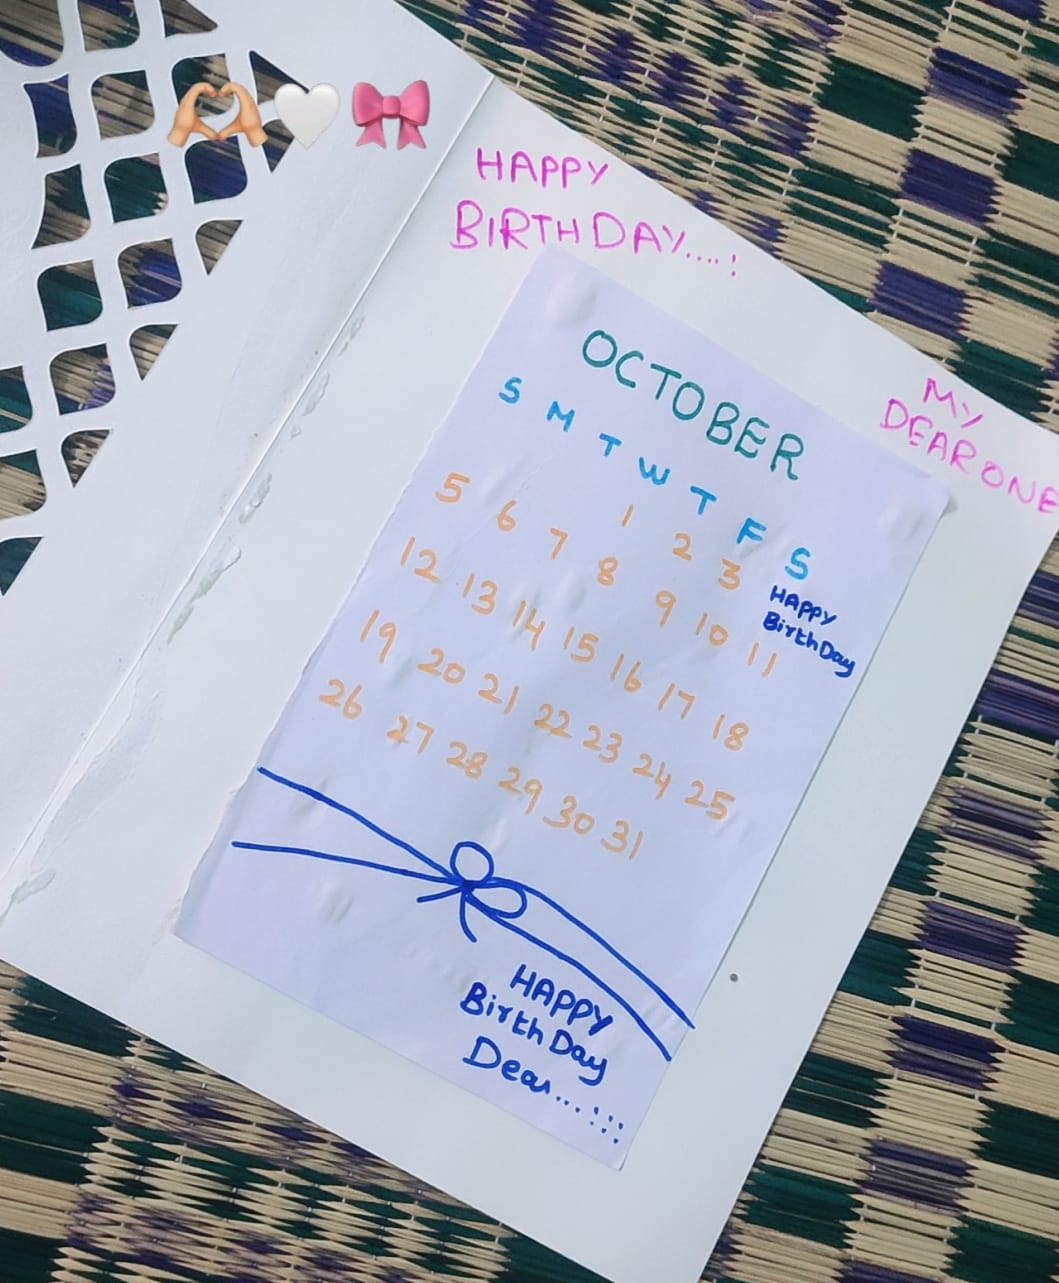 HAPPY
BIRTHDAY....!
MY
DEAR ONE
OCTOBER
S M T W T F S
1 2 3 HAPPY BirthDay
5 6 7 8 9 10 11
12 13 14 15 16 17 18
19 20 21 22 23 24 25
26 27 28 29 30 31
HAPPY
BirthDay
Dear...:::